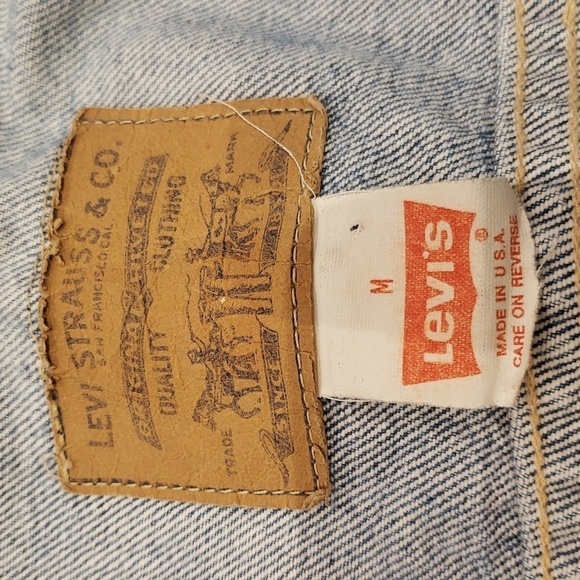 LEVI STRAUSS & CO.
SAN FRANCISCO CAL.
QUALITY CLOTHING
TRADE MARK
M
Levi's
®
MADE IN U.S.A.
CARE ON REVERSE